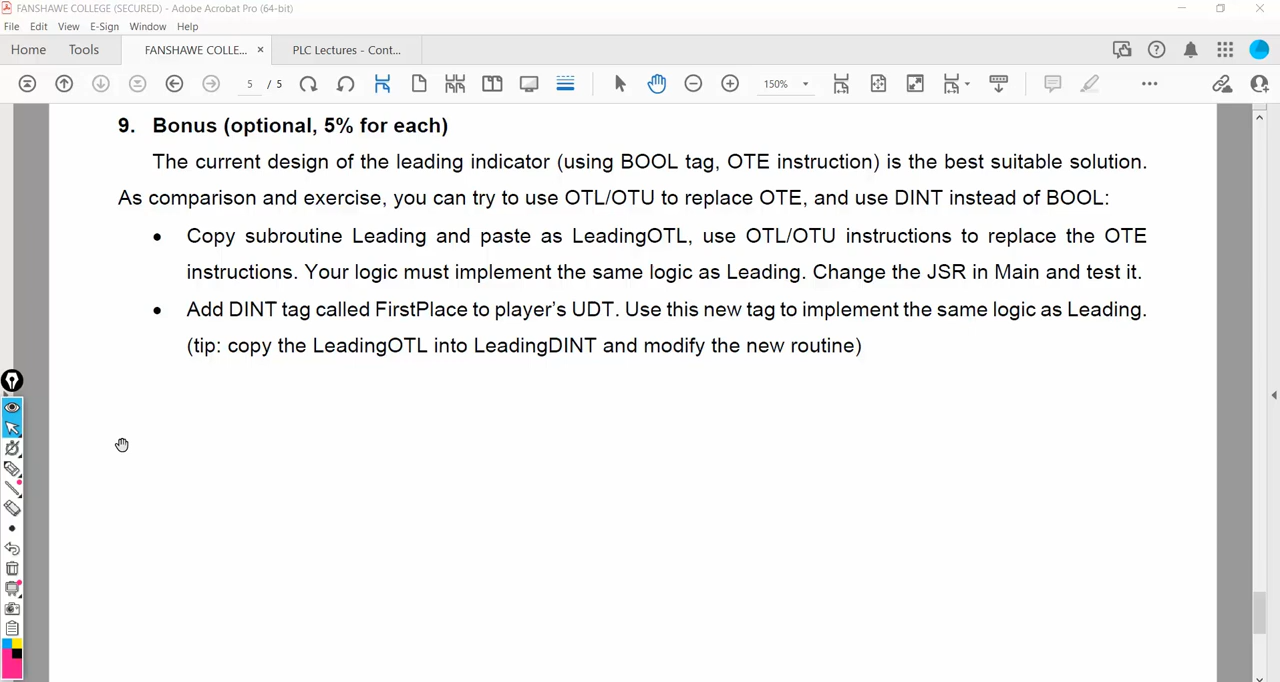 FANSHAWE COLLEGE (SECURED) - Adobe Acrobat Pro (64-bit)
File Edit View E-Sign Window Help
Home Tools FANSHAWE COLLE... × PLC Lectures - Cont...
5 / 5 150%
9. Bonus (optional, 5% for each)
The current design of the leading indicator (using BOOL tag, OTE instruction) is the best suitable solution.
As comparison and exercise, you can try to use OTL/OTU to replace OTE, and use DINT instead of BOOL:
• Copy subroutine Leading and paste as LeadingOTL, use OTL/OTU instructions to replace the OTE
instructions. Your logic must implement the same logic as Leading. Change the JSR in Main and test it.
• Add DINT tag called FirstPlace to player's UDT. Use this new tag to implement the same logic as Leading.
(tip: copy the LeadingOTL into LeadingDINT and modify the new routine)